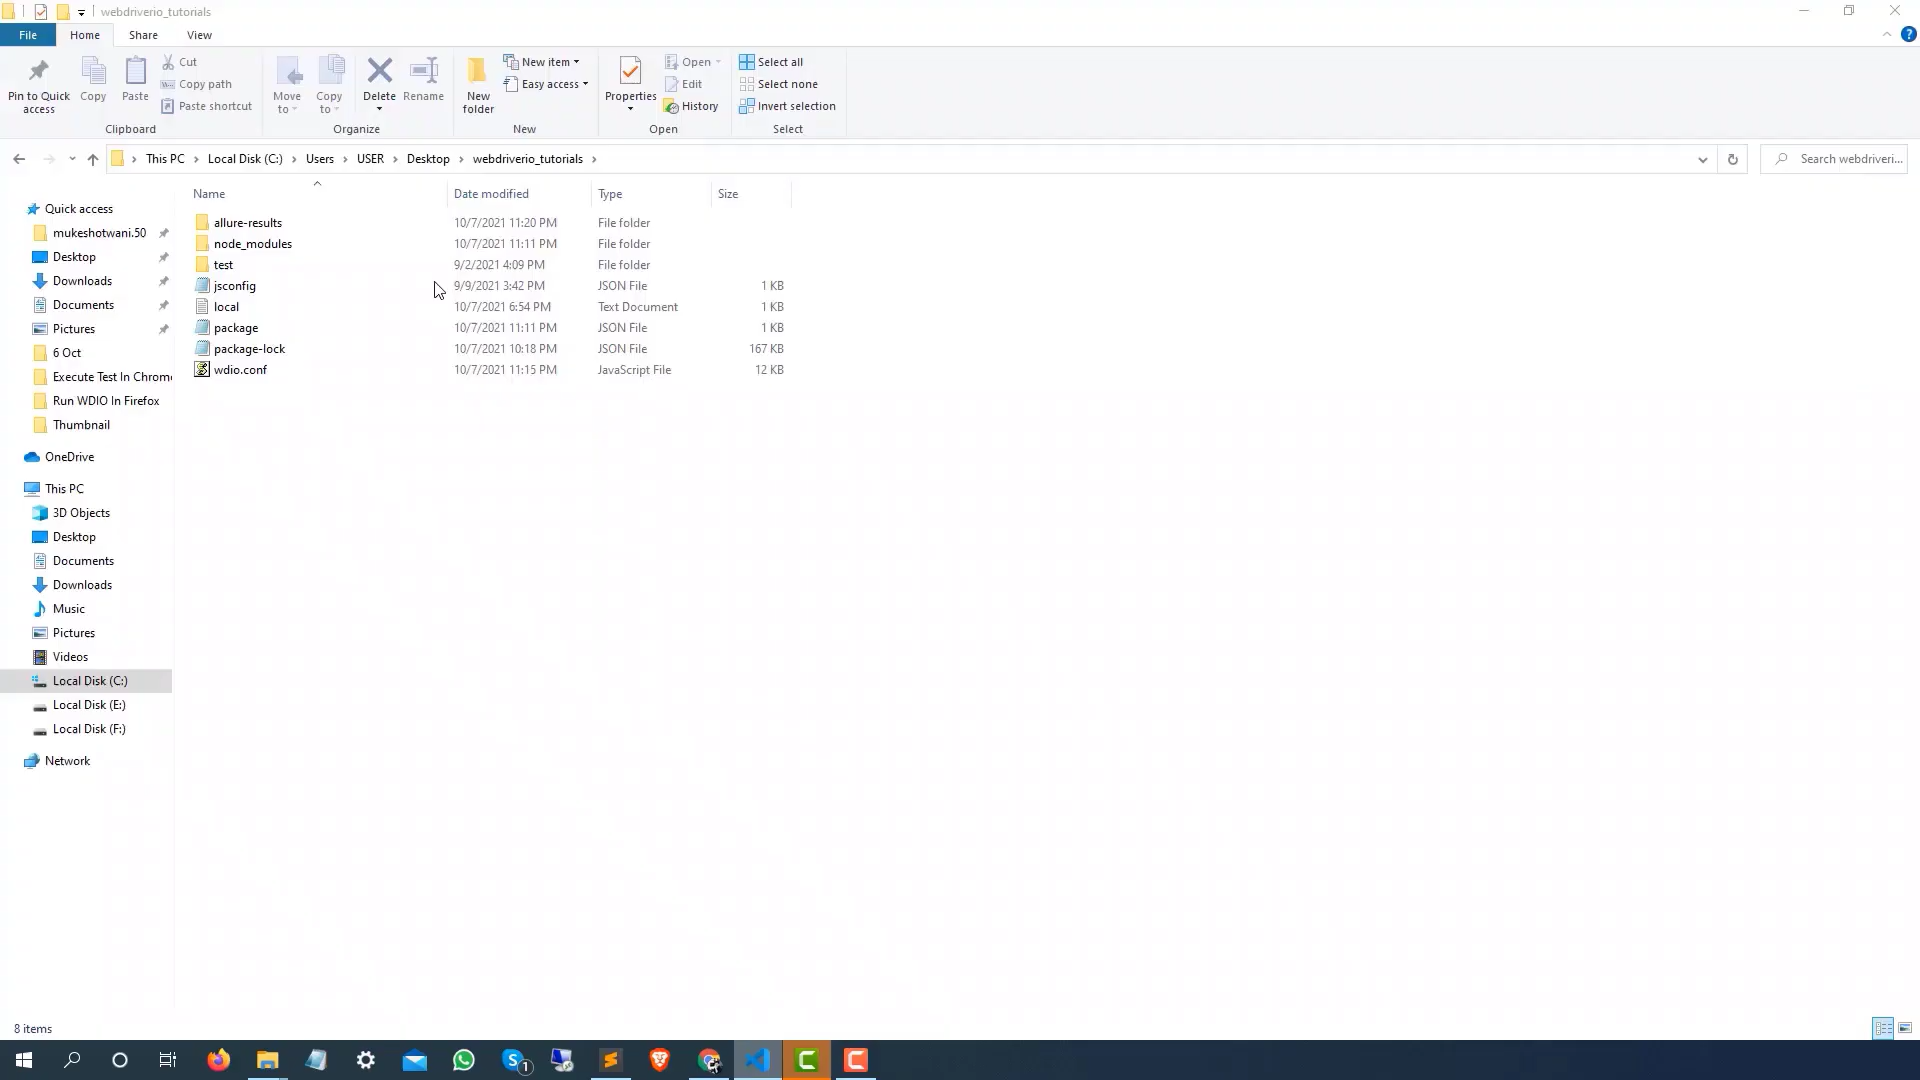 webdriverio_tutorials
File Home Share View
Pin to Quick access
Copy
Paste
Cut
Copy path
Paste shortcut
Clipboard
Move to
Copy to
Delete
Rename
Organize
New folder
New item
Easy access
New
Properties
Open
Edit
History
Open
Select all
Select none
Invert selection
Select
This PC > Local Disk (C:) > Users > USER > Desktop > webdriverio_tutorials >
Search webdriveri...
Name Date modified Type Size
allure-results 10/7/2021 11:20 PM File folder
node_modules 10/7/2021 11:11 PM File folder
test 9/2/2021 4:09 PM File folder
jsconfig 9/9/2021 3:42 PM JSON File 1 KB
local 10/7/2021 6:54 PM Text Document 1 KB
package 10/7/2021 11:11 PM JSON File 1 KB
package-lock 10/7/2021 10:18 PM JSON File 167 KB
wdio.conf 10/7/2021 11:15 PM JavaScript File 12 KB
Quick access
mukeshotwani.50
Desktop
Downloads
Documents
Pictures
6 Oct
Execute Test In Chrome
Run WDIO In Firefox
Thumbnail
OneDrive
This PC
3D Objects
Desktop
Documents
Downloads
Music
Pictures
Videos
Local Disk (C:)
Local Disk (E:)
Local Disk (F:)
Network
8 items
1